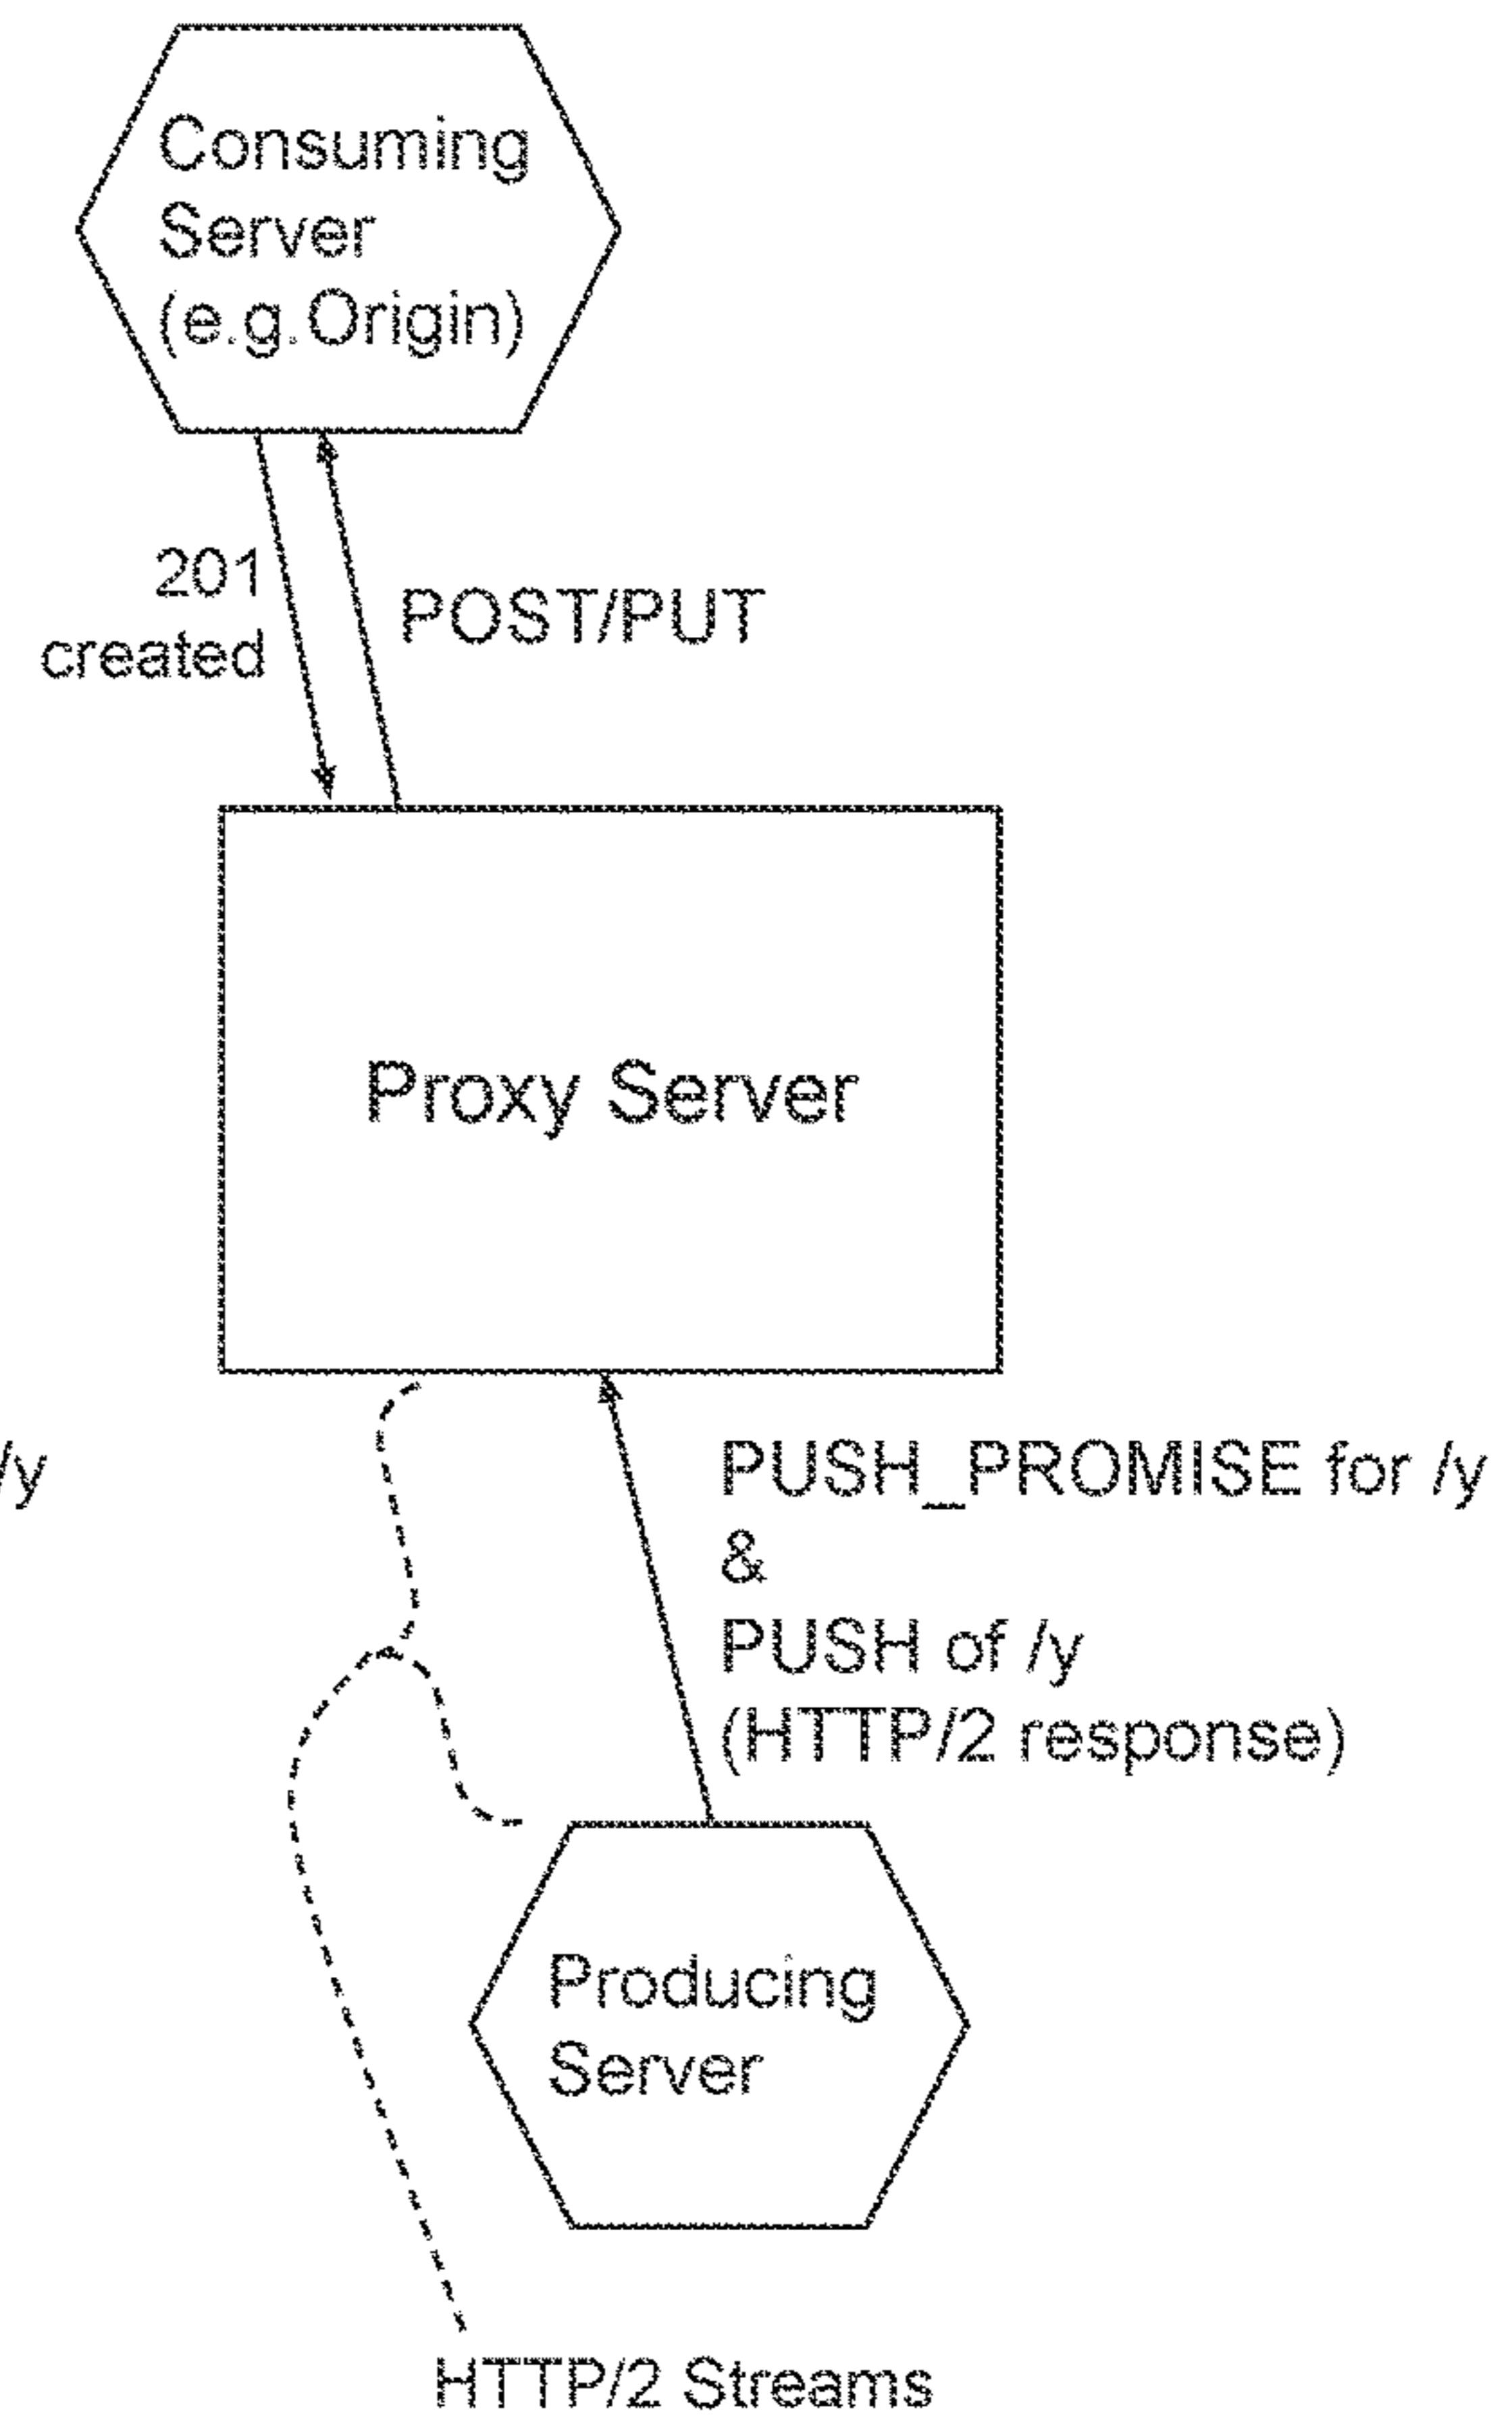 Consuming
Server
(e.g.Origin)
201
created
POST/PUT
Proxy Server
/y
PUSH_PROMISE for /y
&
PUSH of /y
(HTTP/2 response)
Producing
Server
HTTP/2 Streams